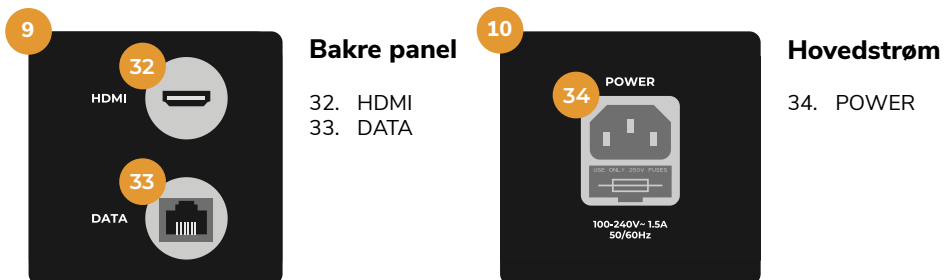 9
32
HDMI
33
DATA
Bakre panel
32. HDMI
33. DATA
10
POWER
34
USE ONLY 250V FUSES
100-240V~ 1.5A
50/60Hz
Hovedstrøm
34. POWER